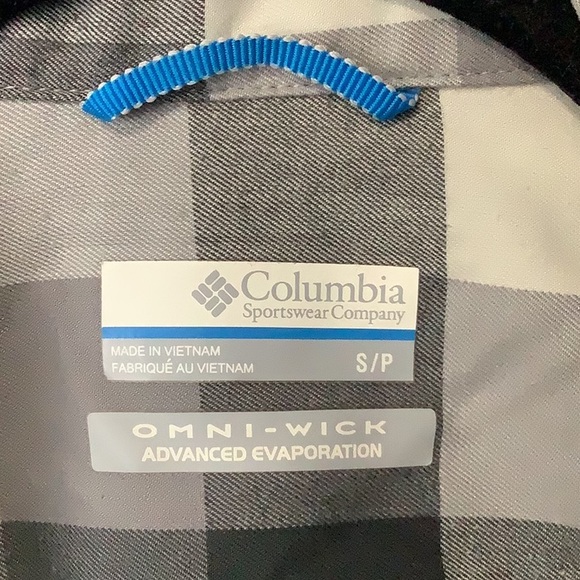 Columbia
Sportswear Company
MADE IN VIETNAM
FABRIQUÉ AU VIETNAM
S/P
OMNI-WICK
ADVANCED EVAPORATION